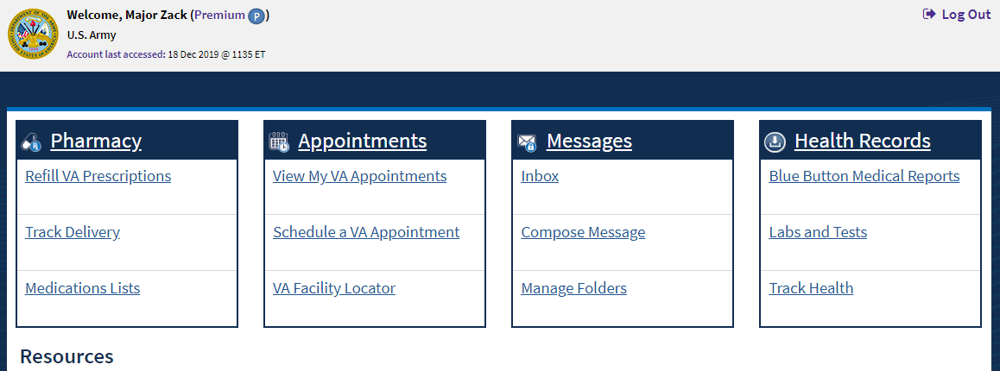 Welcome, Major Zack (Premium P)
Log Out
U.S. Army
Account last accessed: 18 Dec 2019 @ 1135 ET
Pharmacy
Refill VA Prescriptions
Track Delivery
Medications Lists
Appointments
View My VA Appointments
Schedule a VA Appointment
VA Facility Locator
Messages
Inbox
Compose Message
Manage Folders
Health Records
Blue Button Medical Reports
Labs and Tests
Track Health
Resources